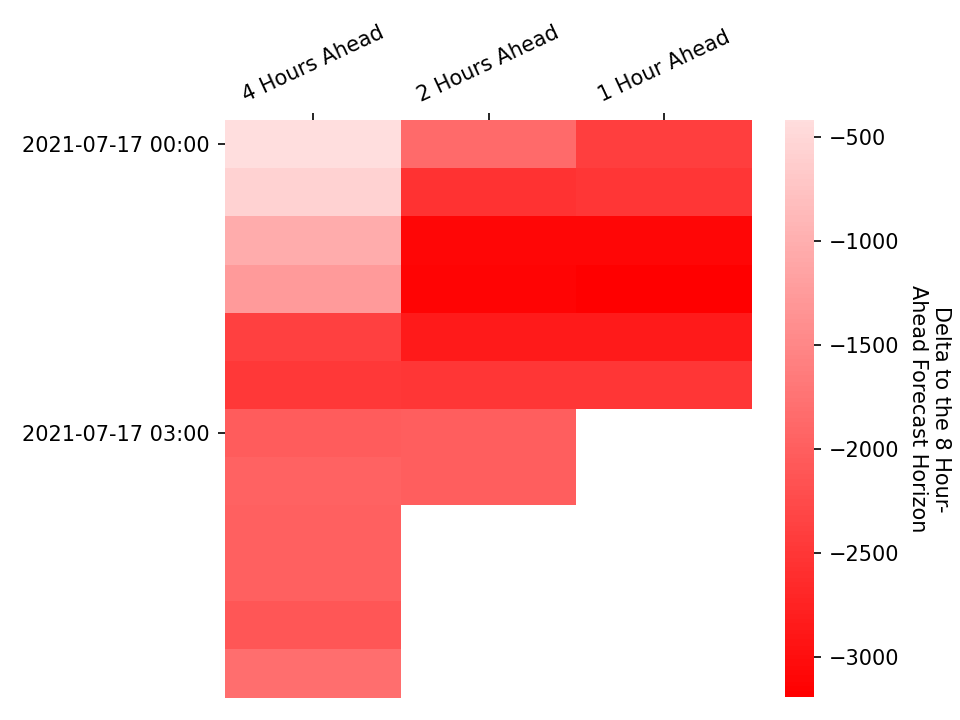 4 Hours Ahead
2 Hours Ahead
1 Hour Ahead
2021-07-17 00:00
2021-07-17 03:00
−500
−1000
−1500
−2000
−2500
−3000
Delta to the 8 Hour-
Ahead Forecast Horizon